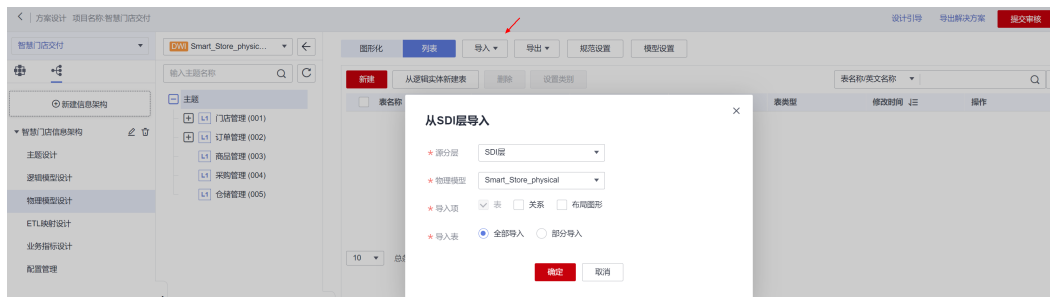 方案设计 项目名称:智慧门店交付 设计引导 导出解决方案 提交审核
智慧门店交付 DWI Smart_Store_physic... 图形化 列表 导入 导出 规范设置 模型设置
输入主题名称 新建 从逻辑实体新建表 删除 设置类别 表名称/英文名称
新建信息架构 主题 表名称 表类型 修改时间 操作
智慧门店信息架构 L1 门店管理 (001)
主题设计 L1 订单管理 (002)
逻辑模型设计 L1 商品管理 (003)
物理模型设计 L1 采购管理 (004)
ETL映射设计 L1 仓储管理 (005)
业务指标设计
配置管理
10 总条
从SDI层导入
* 源分层 SDI层
* 物理模型 Smart_Store_physical
* 导入项 表 关系 布局图形
* 导入表 全部导入 部分导入
确定 取消